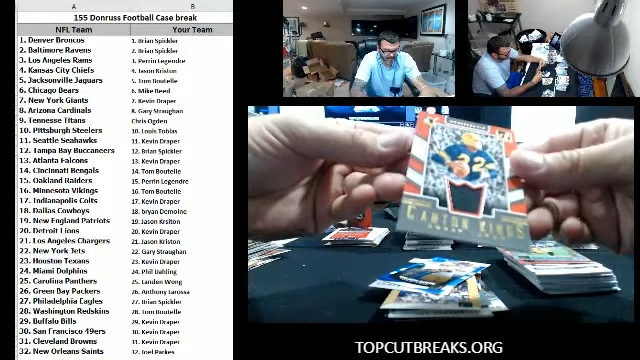 A B
155 Donruss Football Case break
NFL Team Your Team
1. Denver Broncos 1. Brian Spickler
2. Baltimore Ravens 2. Brian Spickler
3. Los Angeles Rams 3. Perrin Legendre
4. Kansas City Chiefs 4. Jason Kriston
5. Jacksonville Jaguars 5. Tom Boutelle
6. Chicago Bears 6. Mike Reed
7. New York Giants 7. Kevin Draper
8. Arizona Cardinals 8. Gary Straughan
9. Tennesse Titans Chris Ogden
10. Pittsburgh Steelers 10. Louis Tobias
11. Seattle Seahawks 11. Kevin Draper
12. Tampa Bay Buccaneers 12. Brian Spickler
13. Atlanta Falcons 13. Kevin Draper
14. Cincinnati Bengals 14. Tom Boutelle
15. Oakland Raiders 15. Perrin Legendre
16. Minnesota Vikings 16. Tom Boutelle
17. Indianapolis Colts 17. Kevin Draper
18. Dallas Cowboys 18. bryan Demoine
19. New England Patriots 19. Jason Kriston
20. Detroit Lions 20. Kevin Draper
21. Los Angeles Chargers 21. Jason Kriston
22. New York Jets 22. Gary Straughan
23. Houston Texans 23. Kevin Draper
24. Miami Dolphins 24. Phil Dahling
25. Carolina Panthers 25. Landen Wong
26. Green Bay Packers 26. Anthony Larossa
27. Philadelphia Eagles 27. Brian Spickler
28. Washington Redskins 28. Tom Boutelle
29. Buffalo Bills 29. Kevin Draper
30. San Francisco 49ers 30. Kevin Draper
31. Cleveland Browns 31. Kevin Draper
32. New Orleans Saints 32. Joel Parkes
32
CANTON KINGS
TOPCUTBREAKS.ORG